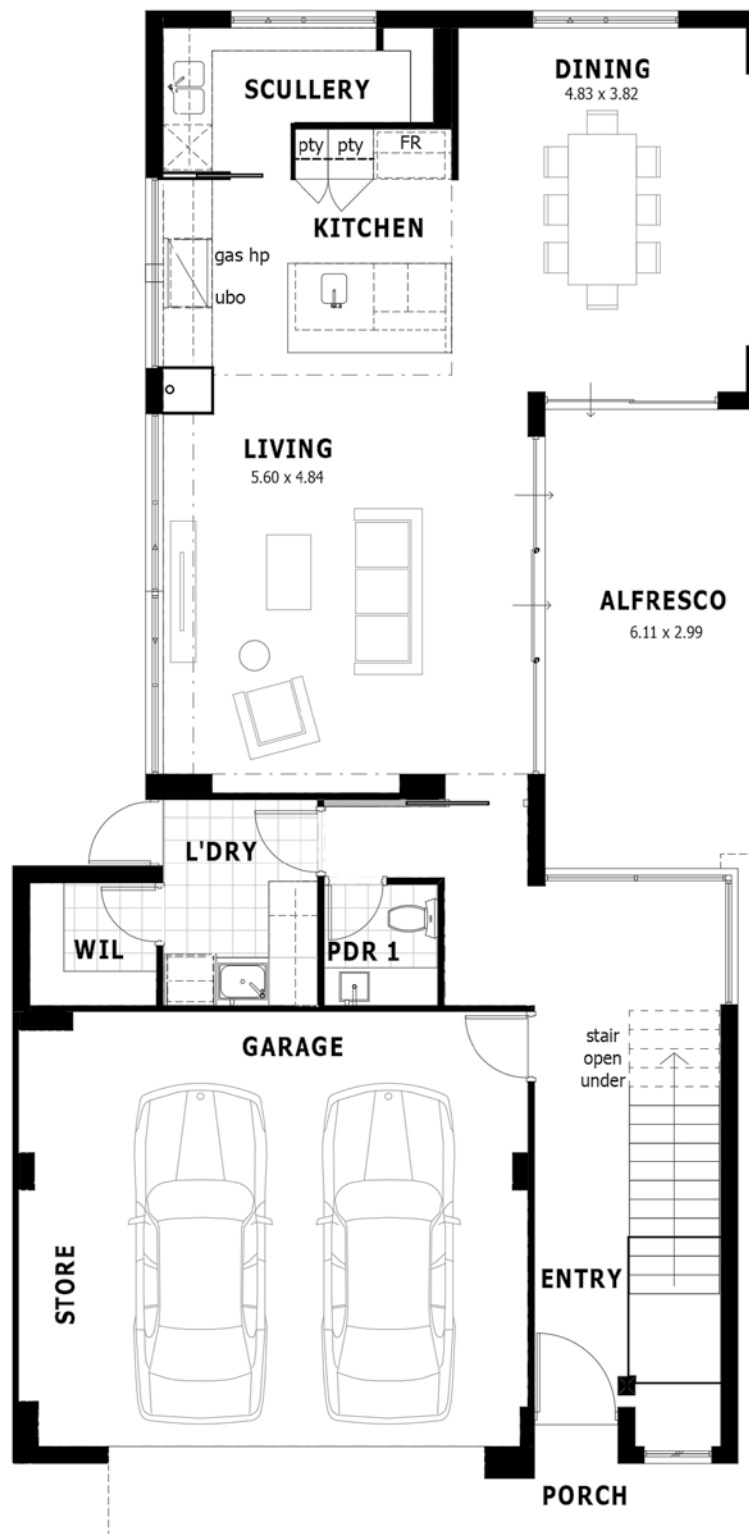 DINING
4.83 x 3.82
SCULLERY
pty pty FR
KITCHEN
gas hp
ubo
LIVING
5.60 x 4.84
ALFRESCO
6.11 x 2.99
L'DRY
WIL
PDR 1
GARAGE
stair
open
under
STORE
ENTRY
PORCH